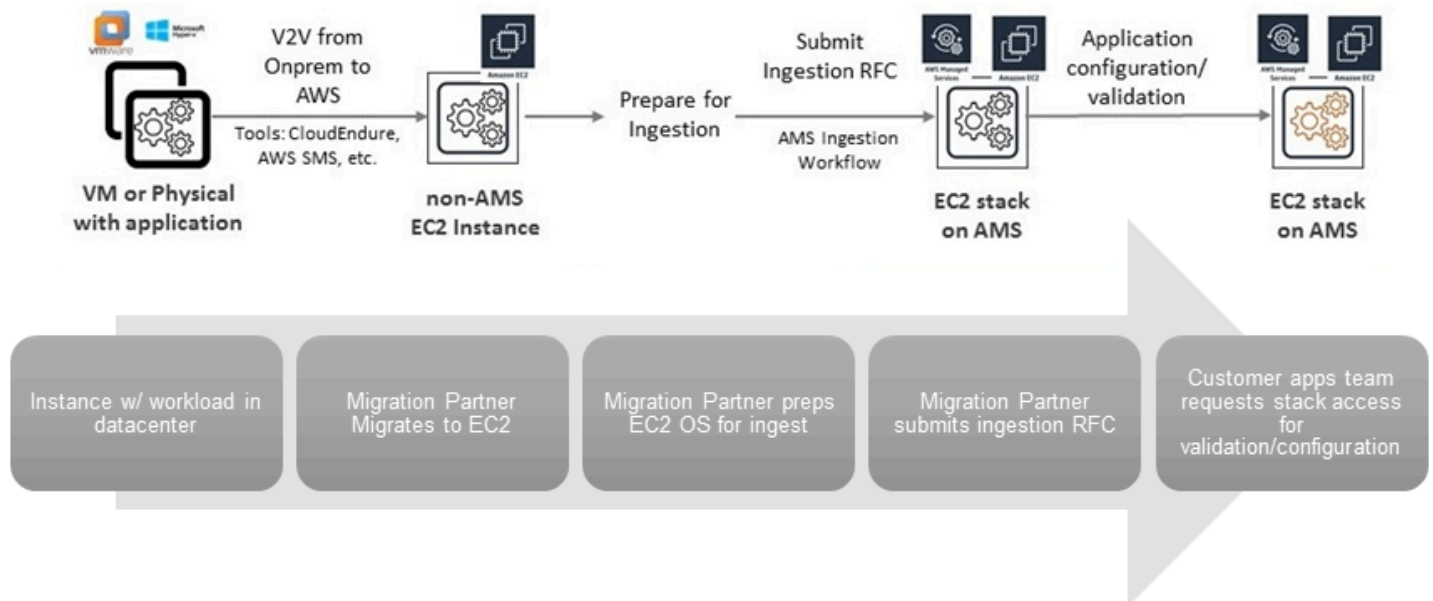 vmware
Microsoft
Hyper-v
V2V from
Onprem to
AWS
Tools: CloudEndure,
AWS SMS, etc.
VM or Physical
with application
Amazon EC2
non-AMS
EC2 Instance
Prepare for
Ingestion
Submit
Ingestion RFC
AMS Ingestion
Workflow
AWS Managed
Services
Amazon EC2
EC2 stack
on AMS
Application
configuration/
validation
AWS Managed
Services
Amazon EC2
EC2 stack
on AMS
Instance w/ workload in
datacenter
Migration Partner
Migrates to EC2
Migration Partner preps
EC2 OS for ingest
Migration Partner
submits ingestion RFC
Customer apps team
requests stack access
for
validation/configuration